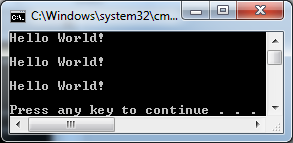 C:\Windows\system32\cm...
Hello World!
Hello World!
Hello World!
Press any key to continue . . .